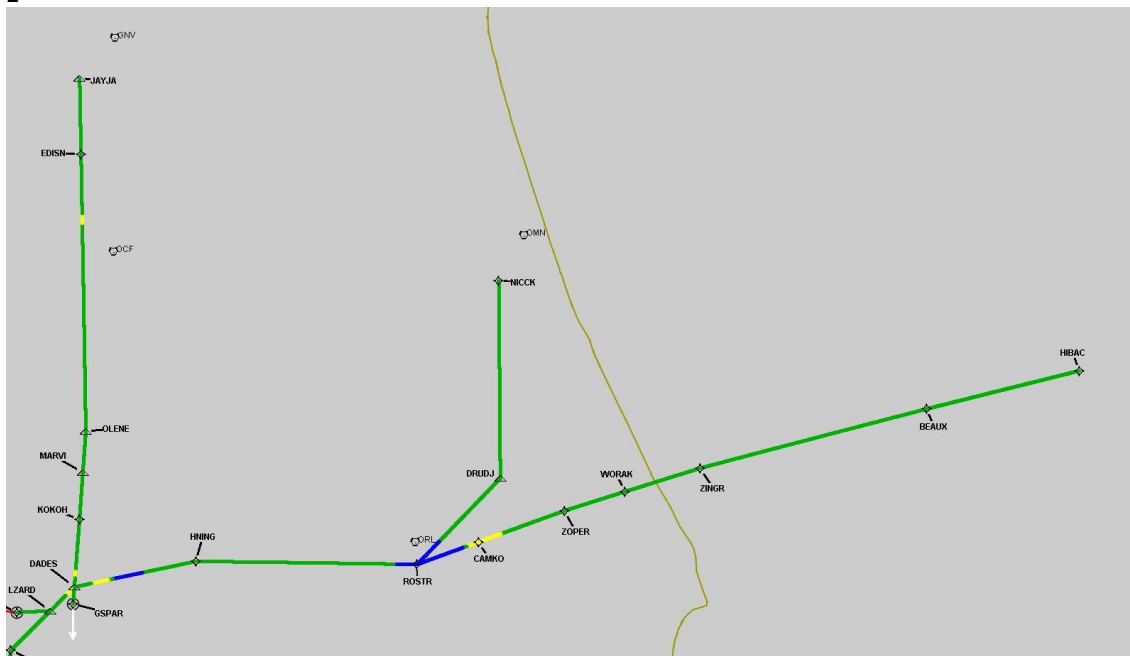 GNV
JAYJA
EDISN
OMN
OCF
NICCK
HIBAC
BEAUX
OLENE
MARVI
DRUDJ
WORAK
ZINGR
KOKOH
ZOPER
HNING
ORL
CAMKO
DADES
ROSTR
LZARD
GSPAR